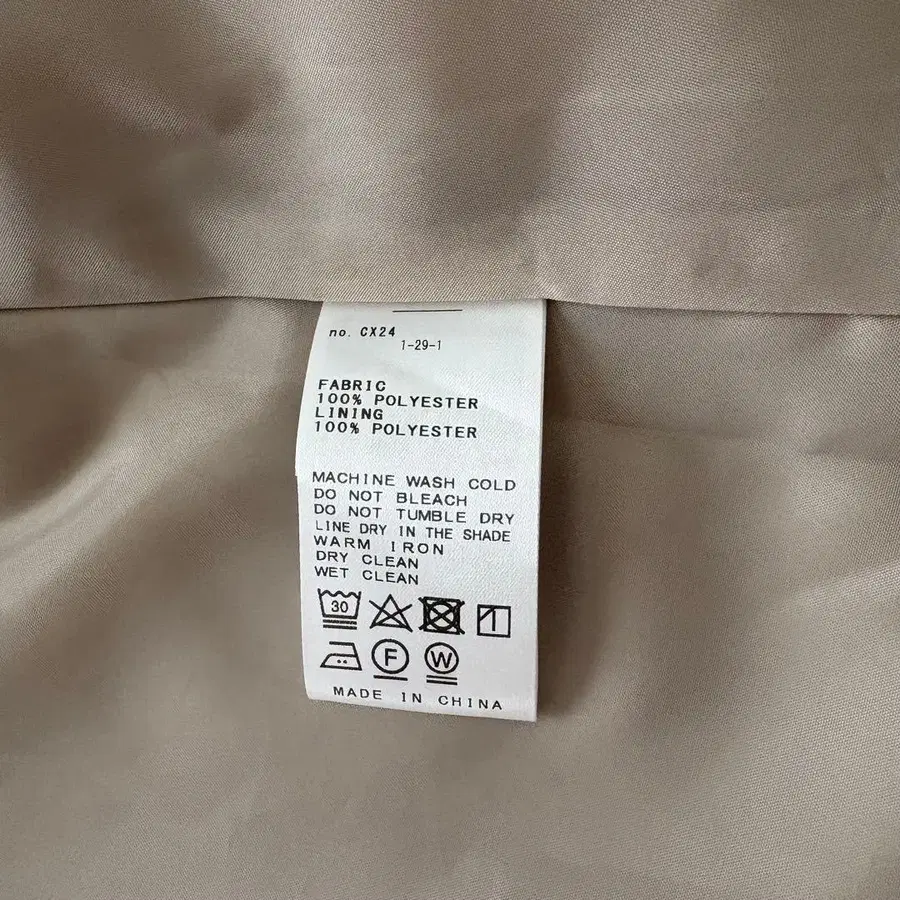 no. CX24
1-29-1
FABRIC
100% POLYESTER
LINING
100% POLYESTER
MACHINE WASH COLD
DO NOT BLEACH
DO NOT TUMBLE DRY
LINE DRY IN THE SHADE
WARM IRON
DRY CLEAN
WET CLEAN
30
F W
MADE IN CHINA